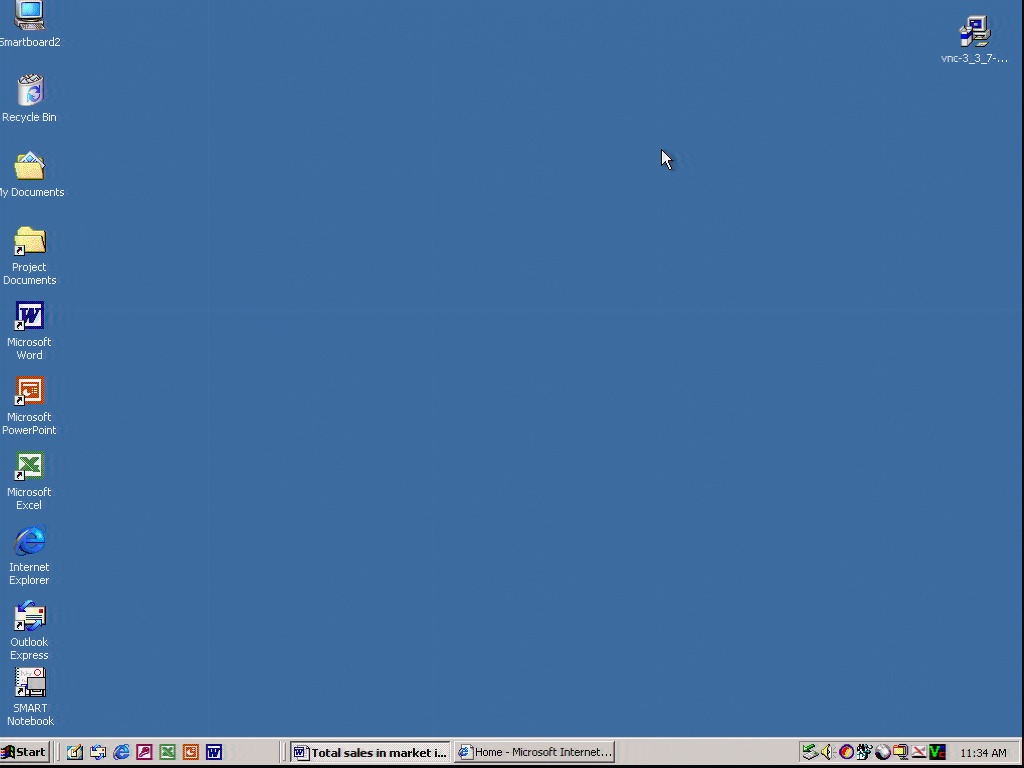 Smartboard2
vnc-3_3_7-...
Recycle Bin
My Documents
Project
Documents
Microsoft
Word
Microsoft
PowerPoint
Microsoft
Excel
Internet
Explorer
Outlook
Express
SMART
Notebook
Start
Total sales in market i...
Home - Microsoft Internet...
11:34 AM